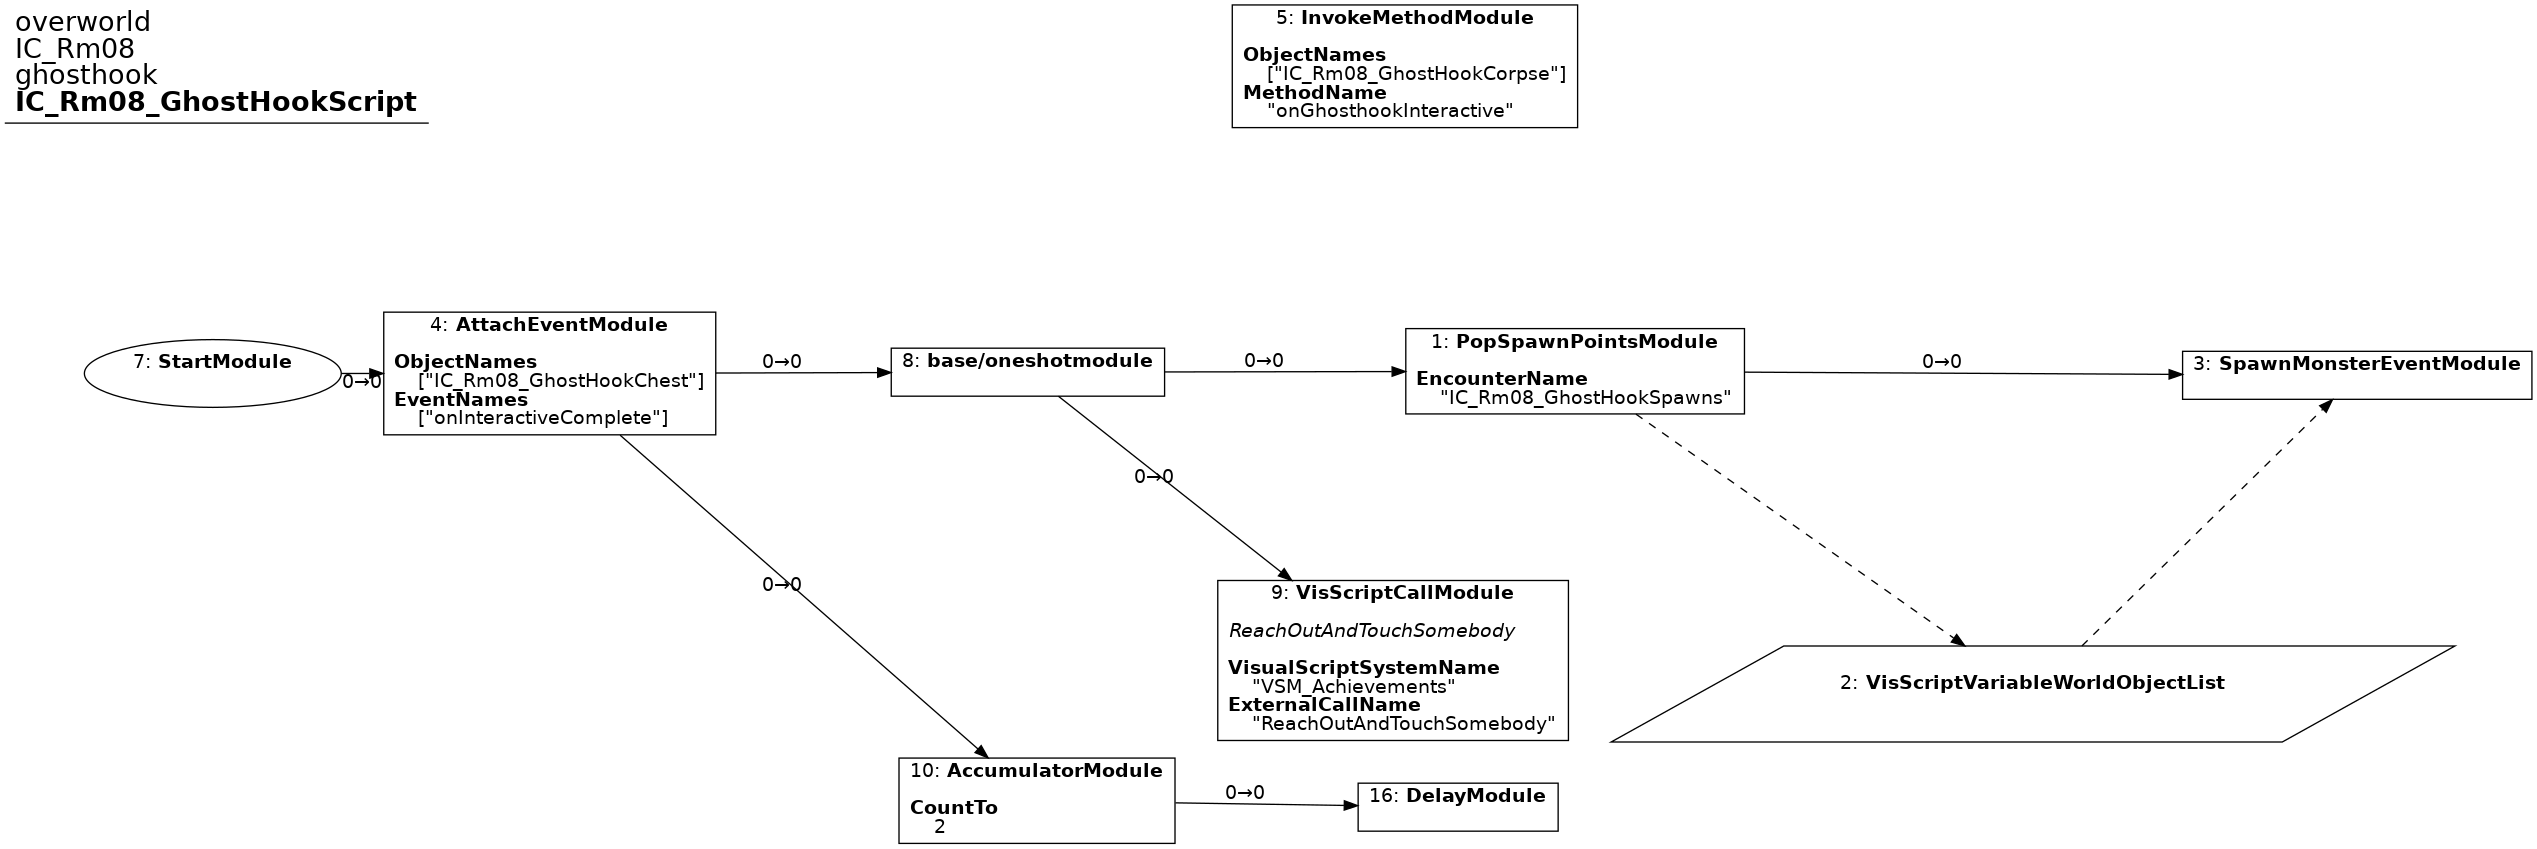 overworld
IC_Rm08
ghosthook
IC_Rm08_GhostHookScript
5: InvokeMethodModule
ObjectNames
["IC_Rm08_GhostHookCorpse"]
MethodName
"onGhosthookInteractive"
7: StartModule
0→0
4: AttachEventModule
ObjectNames
["IC_Rm08_GhostHookChest"]
EventNames
["onInteractiveComplete"]
0→0
8: base/oneshotmodule
0→0
1: PopSpawnPointsModule
EncounterName
"IC_Rm08_GhostHookSpawns"
0→0
3: SpawnMonsterEventModule
0→0
0→0
9: VisScriptCallModule
ReachOutAndTouchSomebody
VisualScriptSystemName
"VSM_Achievements"
ExternalCallName
"ReachOutAndTouchSomebody"
2: VisScriptVariableWorldObjectList
10: AccumulatorModule
CountTo
2
0→0
16: DelayModule